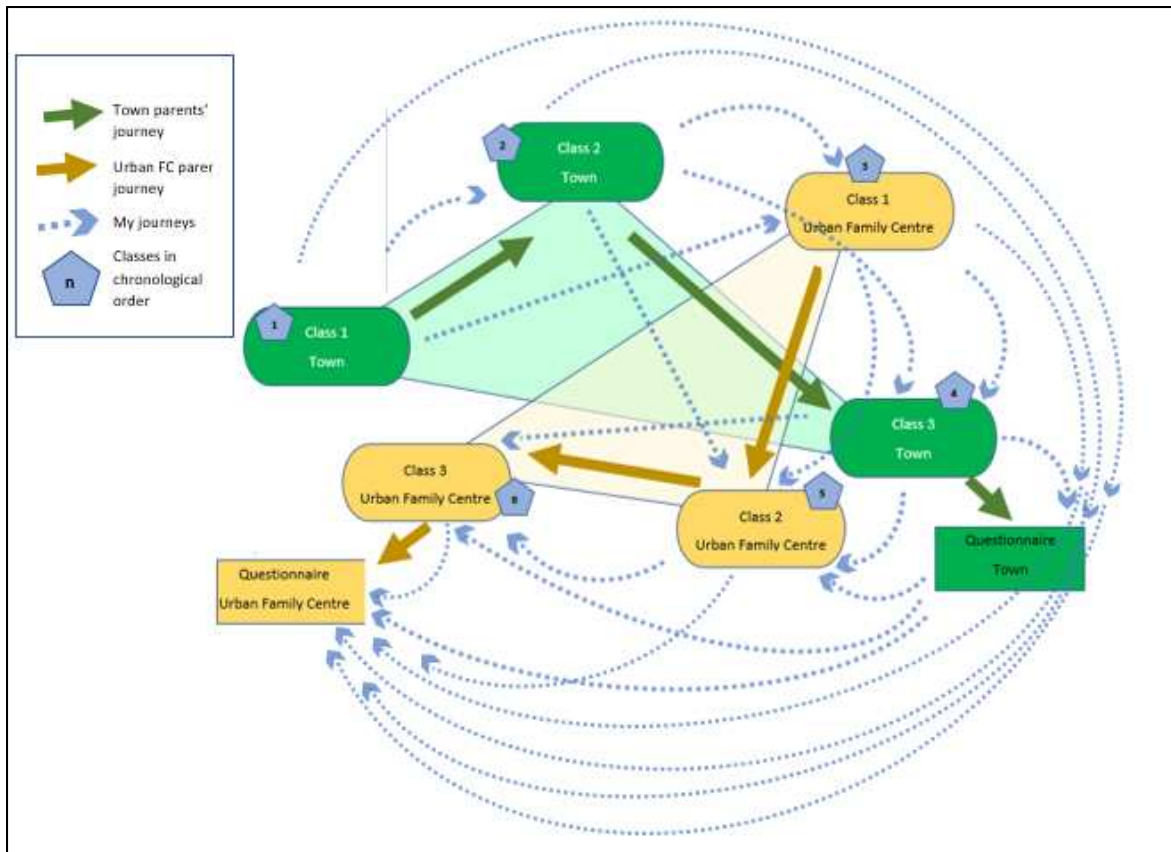 Town parents'
journey
Urban FC parer
journey
My journeys
n
Classes in
chronological
order
2
Class 2
Town
Class 1
Urban Family Centre
1
Class 1
Town
4
Class 3
Town
Class 3
Urban Family Centre
6
5
Class 2
Urban Family Centre
Questionnaire
Town
Questionnaire
Urban Family Centre